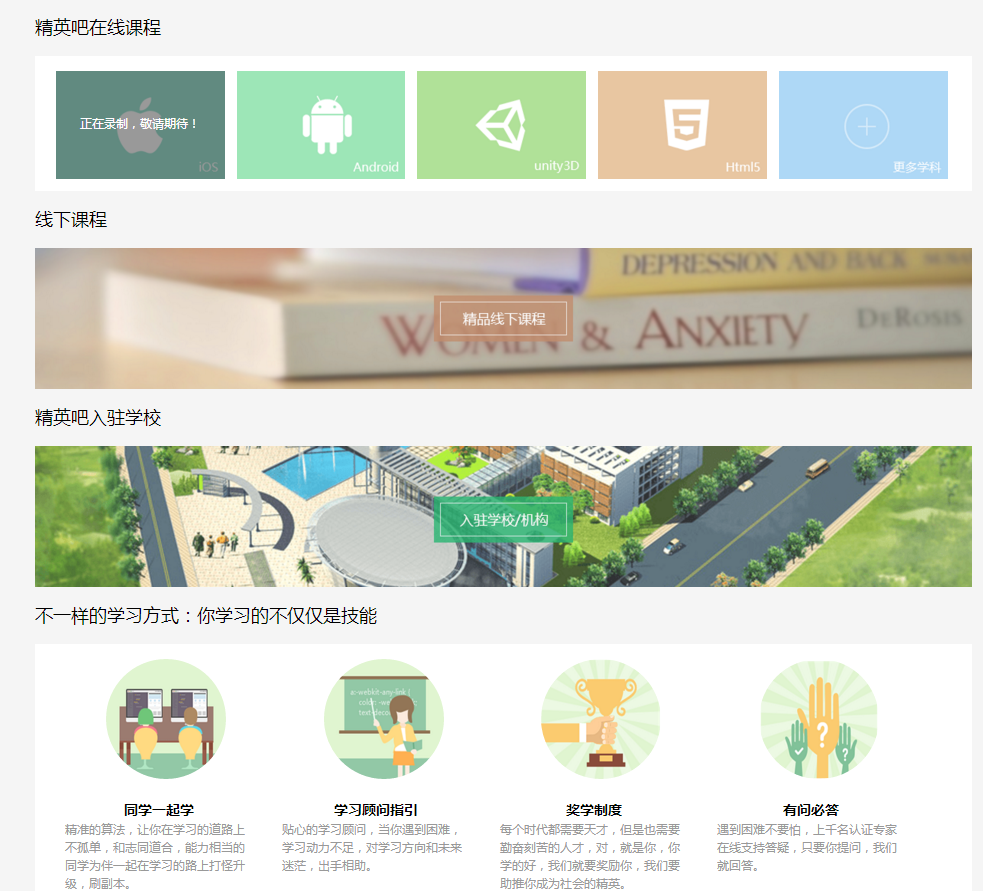 精英吧在线课程
正在录制，敬请期待！
iOS
Android
unity3D
Html5
更多学科
线下课程
DEPRESSION AND BACK
WOMEN & ANXIETY
DEROSIS
精品线下课程
精英吧入驻学校
入驻学校/机构
不一样的学习方式：你学习的不仅仅是技能
a:-webkit-any-link {
同学一起学
精准的算法，让你在学习的道路上
不孤单，和志同道合，能力相当的
同学为伴一起在学习的路上打怪升
级，刷副本。
学习顾问指引
贴心的学习顾问，当你遇到困难，
学习动力不足，对学习方向和未来
迷茫，出手相助。
奖学制度
每个时代都需要天才，但是也需要
勤奋刻苦的人才，对，就是你，你
学的好，我们就要奖励你，我们要
助推你成为社会的精英。
有问必答
遇到困难不要怕，上千名认证专家
在线支持答疑，只要你提问，我们
就回答。